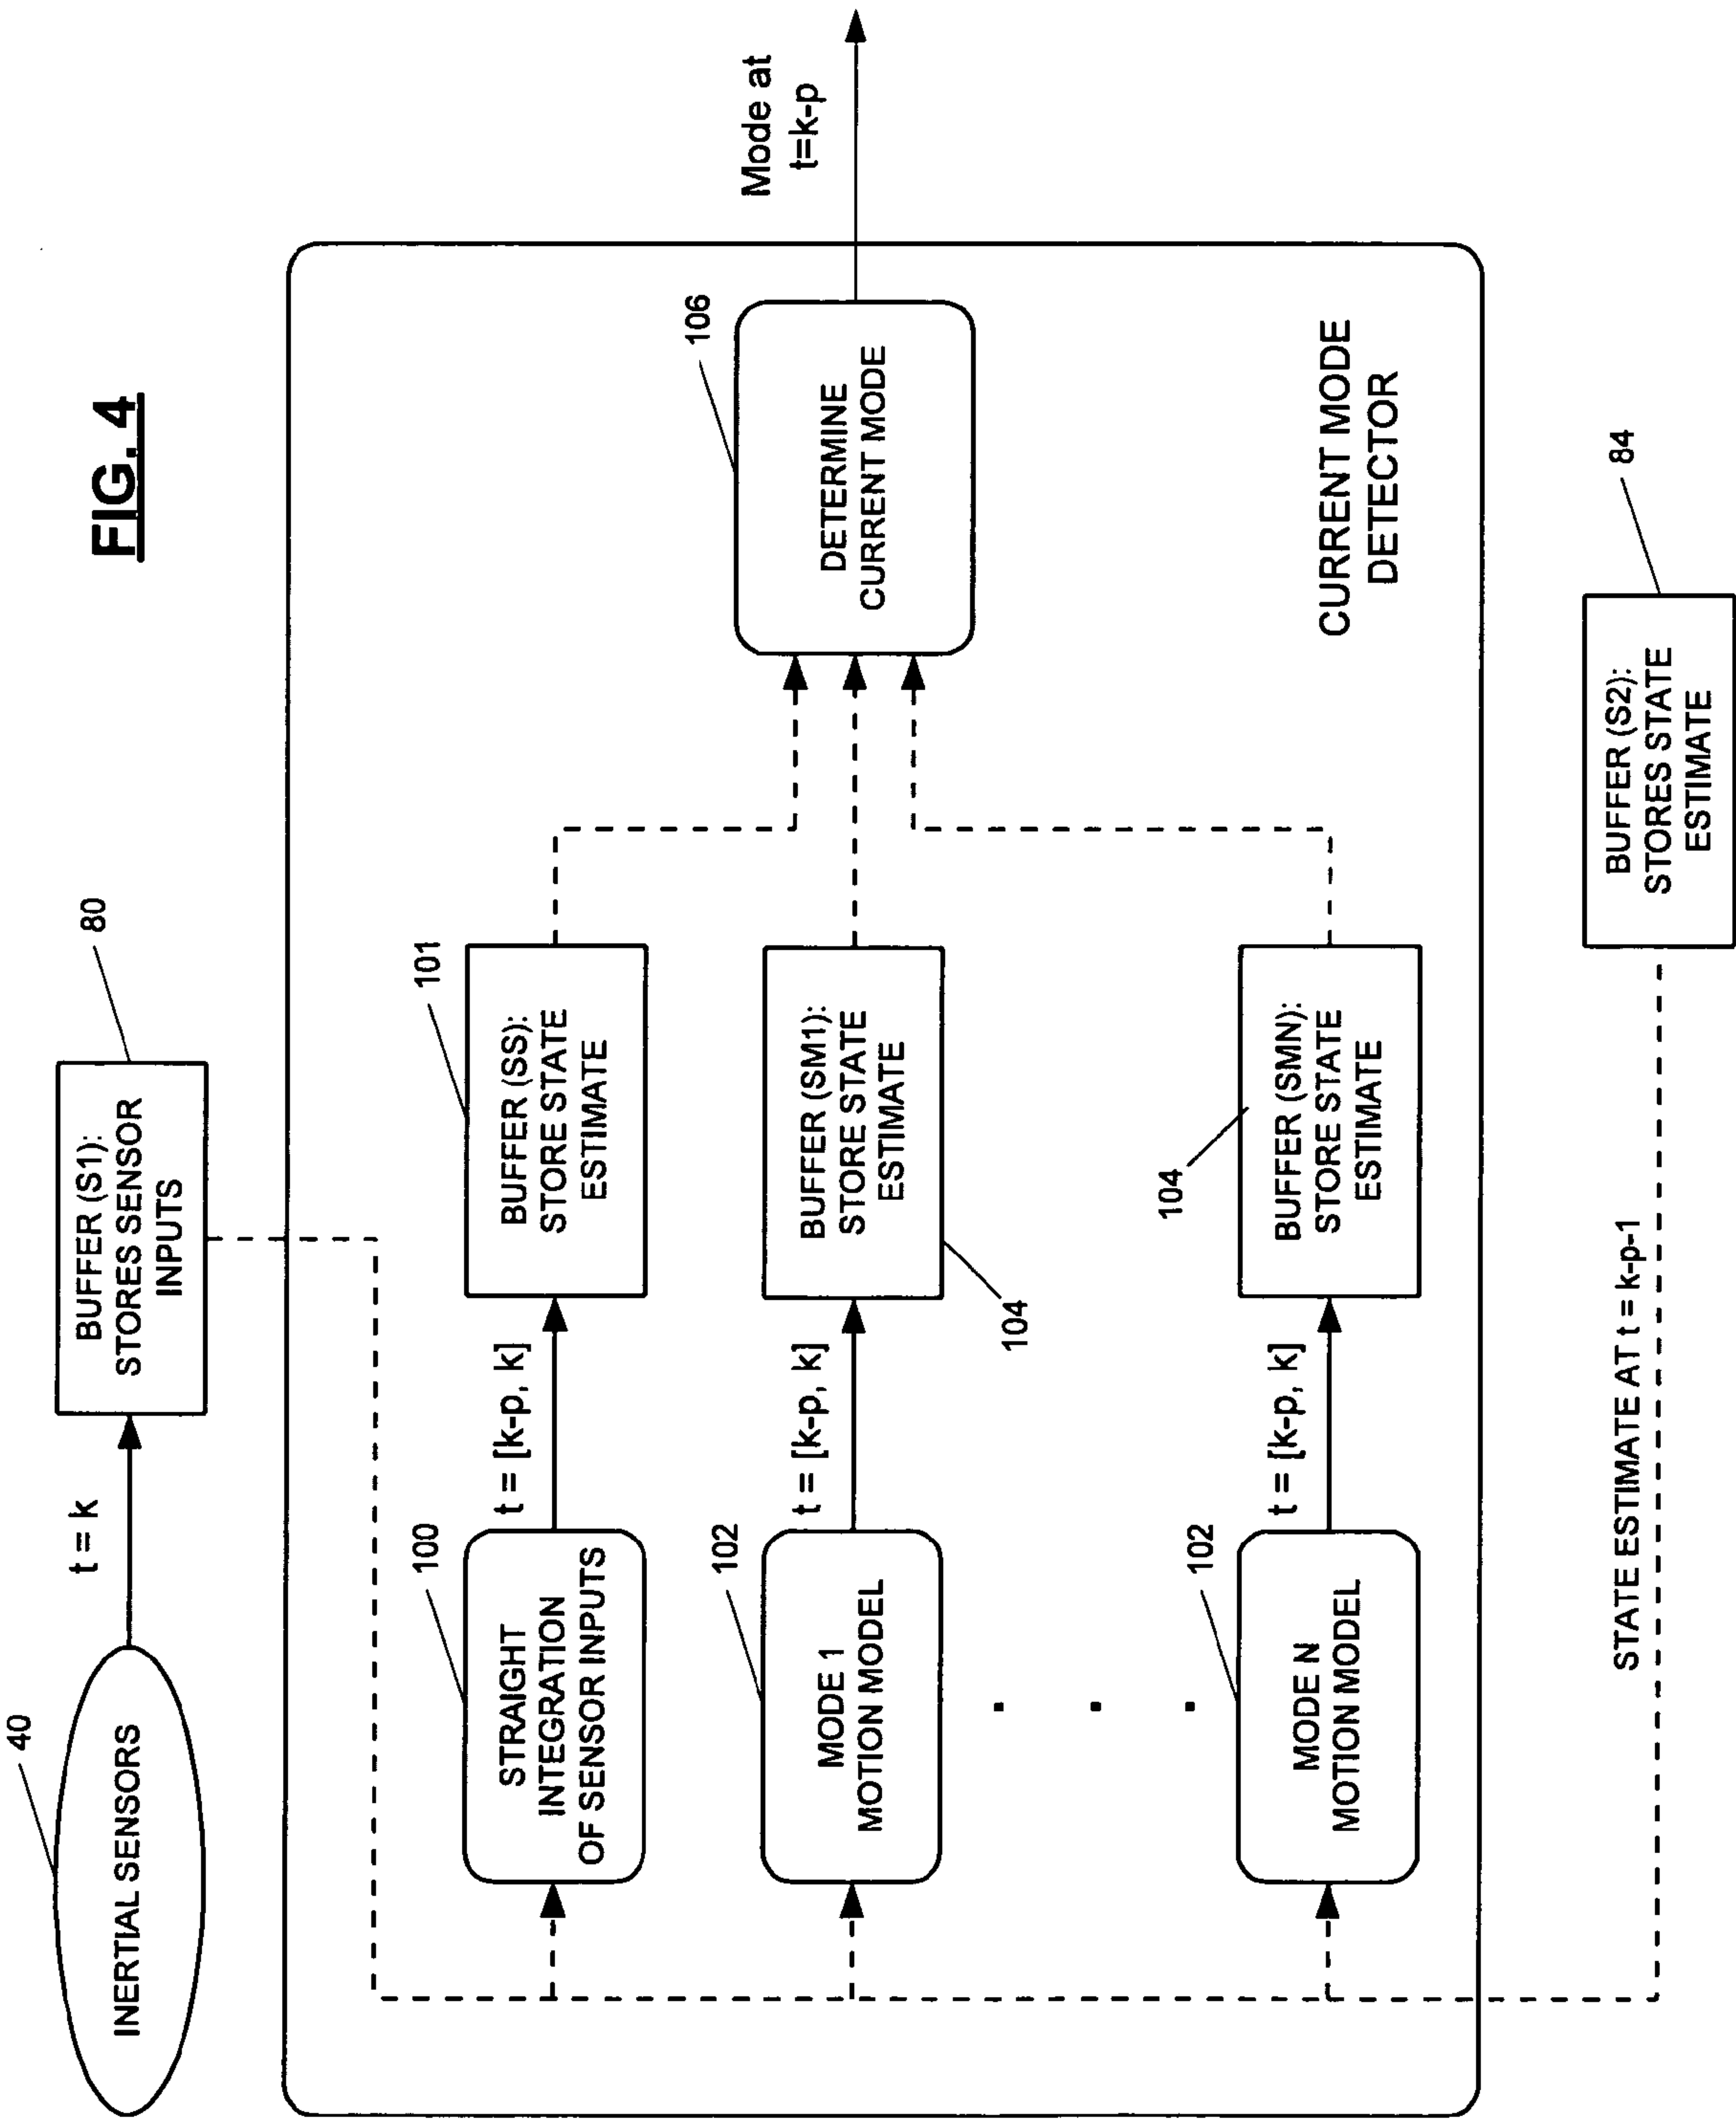 FIG. 4
40
INERTIAL SENSORS
t = k
80
BUFFER (S1):
STORES SENSOR
INPUTS
100
STRAIGHT
INTEGRATION
OF SENSOR INPUTS
t = [k-p, k]
101
BUFFER (SS):
STORE STATE
ESTIMATE
102
MODE 1
MOTION MODEL
t = [k-p, k]
BUFFER (SM1):
STORE STATE
ESTIMATE
104
. . .
102
MODE N
MOTION MODEL
t = [k-p, k]
104
BUFFER (SMN):
STORE STATE
ESTIMATE
106
DETERMINE
CURRENT MODE
Mode at
t=k-p
CURRENT MODE
DETECTOR
STATE ESTIMATE AT t = k-p-1
84
BUFFER (S2):
STORES STATE
ESTIMATE